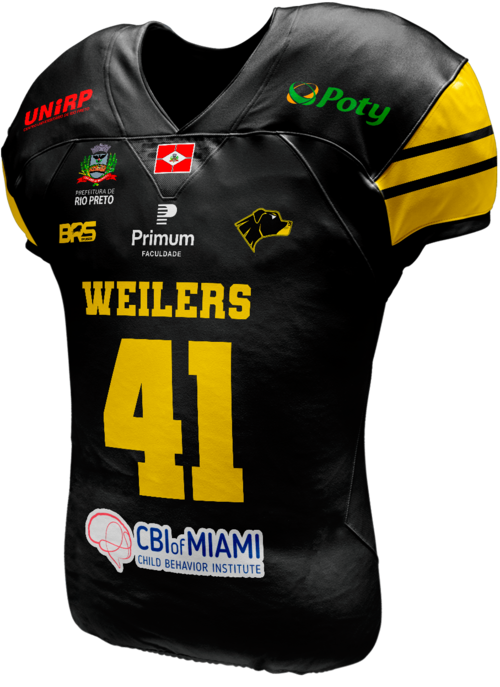 UNIRP
Poty
PREFEITURA DE
RIO PRETO
BRS
Primum
FACULDADE
WEILERS
41
CBI of MIAMI
CHILD BEHAVIOR INSTITUTE